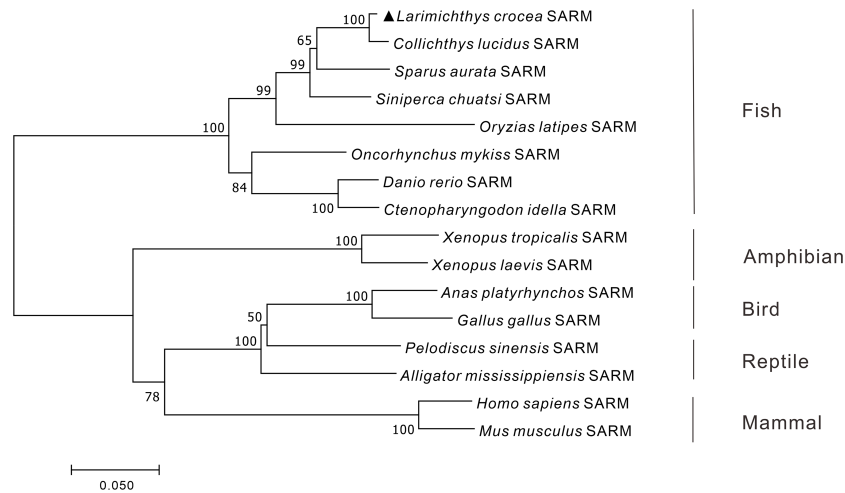 100
▲Larimichthys crocea SARM
65
Collichthys lucidus SARM
99
Sparus aurata SARM
99
Siniperca chuatsi SARM
Fish
100
Oryzias latipes SARM
Oncorhynchus mykiss SARM
84
Danio rerio SARM
100
Ctenopharyngodon idella SARM
100
Xenopus tropicalis SARM
Amphibian
Xenopus laevis SARM
100
Anas platyrhynchos SARM
Bird
50
Gallus gallus SARM
100
Pelodiscus sinensis SARM
Reptile
Alligator mississippiensis SARM
78
Homo sapiens SARM
Mammal
100
Mus musculus SARM
0.050